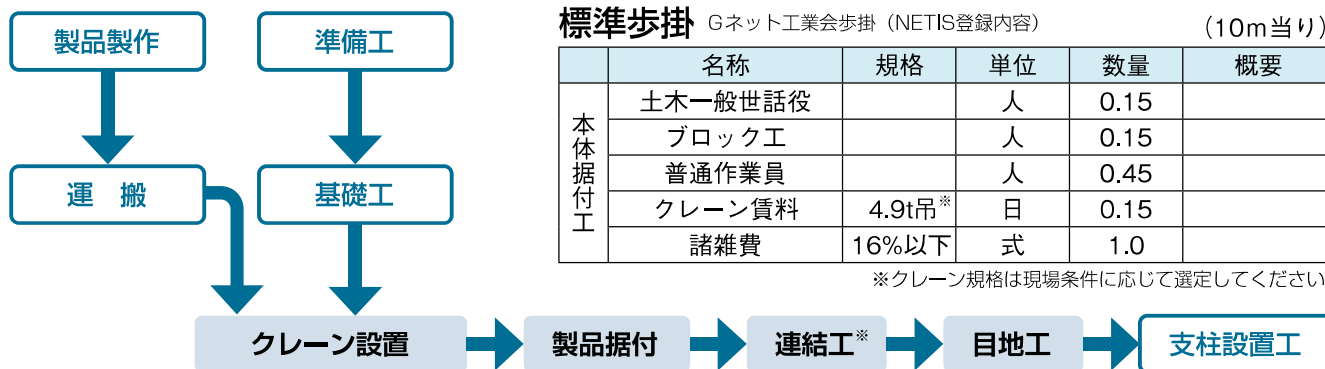 標準歩掛 Gネット工業会歩掛（NETIS登録内容） （10m当り）
製品製作 準備工
名称 規格 単位 数量 概要
本体据付工
土木一般世話役 人 0.15
ブロック工 人 0.15
普通作業員 人 0.45
クレーン賃料 4.9t吊※ 日 0.15
諸雑費 16%以下 式 1.0
運 搬 基礎工
※クレーン規格は現場条件に応じて選定してください
クレーン設置 製品据付 連結工※ 目地工 支柱設置工